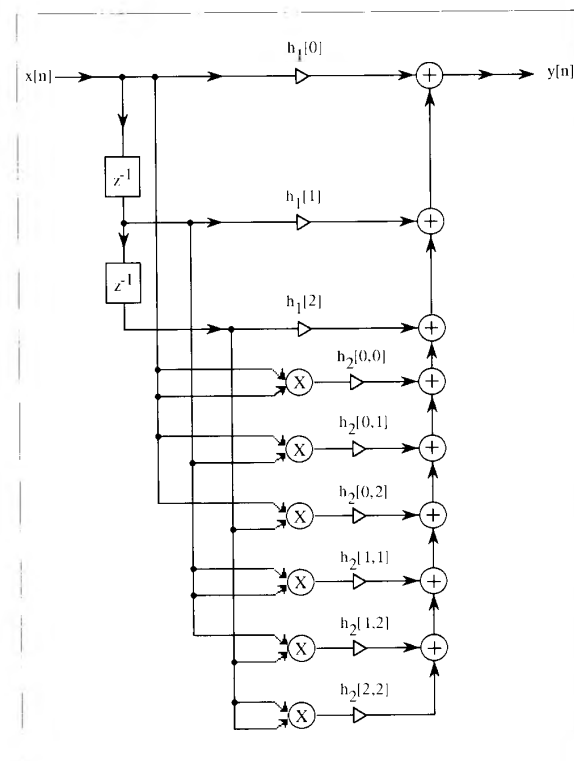 h1[0]
x[n]
+
y[n]
z-1
h1[1]
+
z-1
h1[2]
+
h2[0,0]
X
+
h2[0,1]
X
+
h2[0,2]
X
+
h2[1,1]
X
+
h2[1,2]
X
+
h2[2,2]
X